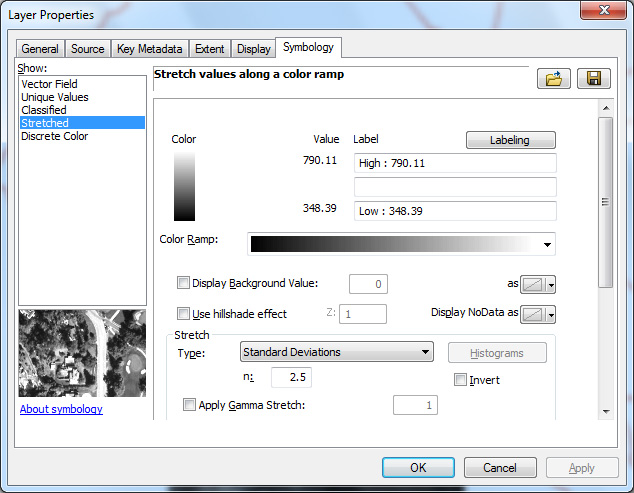 Layer Properties
General Source Key Metadata Extent Display Symbology
Show:
Vector Field
Unique Values
Classified
Stretched
Discrete Color
About symbology
Stretch values along a color ramp
Color Value Label Labeling
790.11 High : 790.11
348.39 Low : 348.39
Color Ramp:
Display Background Value: 0 as
Use hillshade effect Z: 1 Display NoData as
Stretch
Type: Standard Deviations Histograms
n: 2.5 Invert
Apply Gamma Stretch: 1
OK Cancel Apply